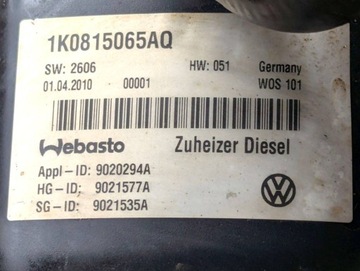 1K0815065AQ
SW: 2606 HW: 051 Germany
01.04.2010 00001 WOS 101
Webasto Zuheizer Diesel
Appl-ID: 9020294A
HG-ID: 9021577A
SG-ID: 9021535A